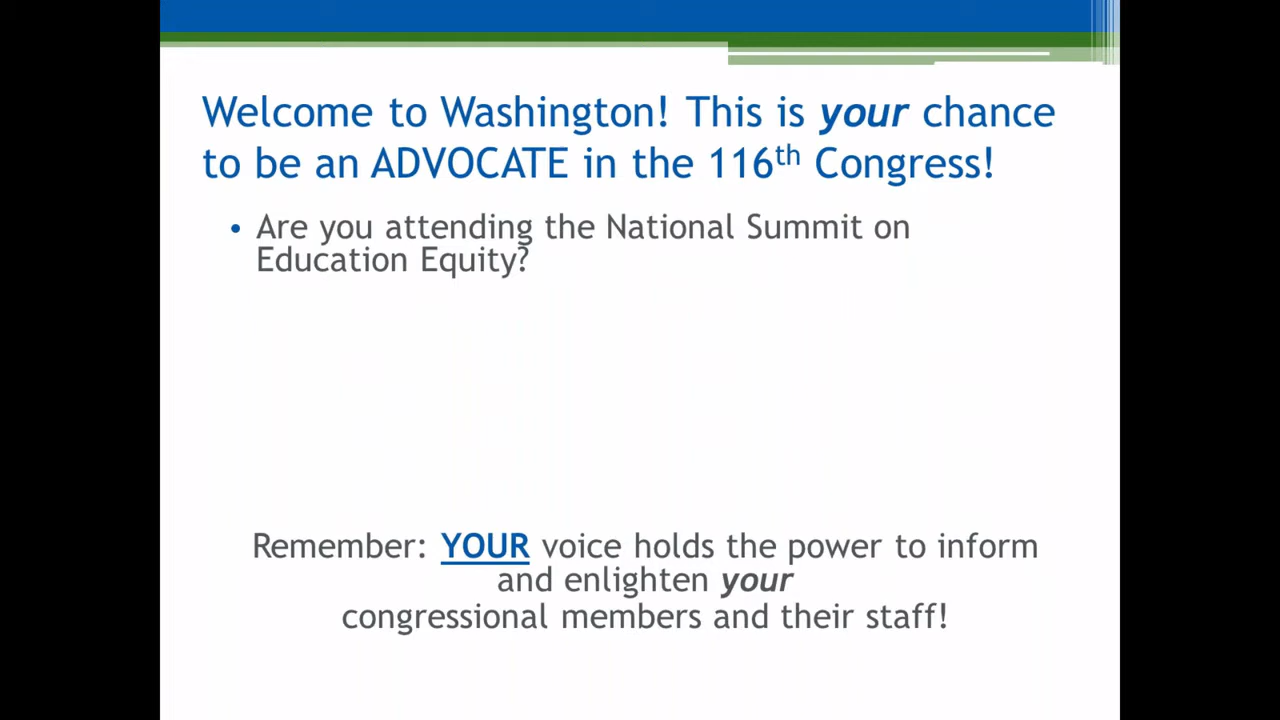 Welcome to Washington! This is your chance
to be an ADVOCATE in the 116th Congress!
• Are you attending the National Summit on
Education Equity?
Remember: YOUR voice holds the power to inform
and enlighten your
congressional members and their staff!